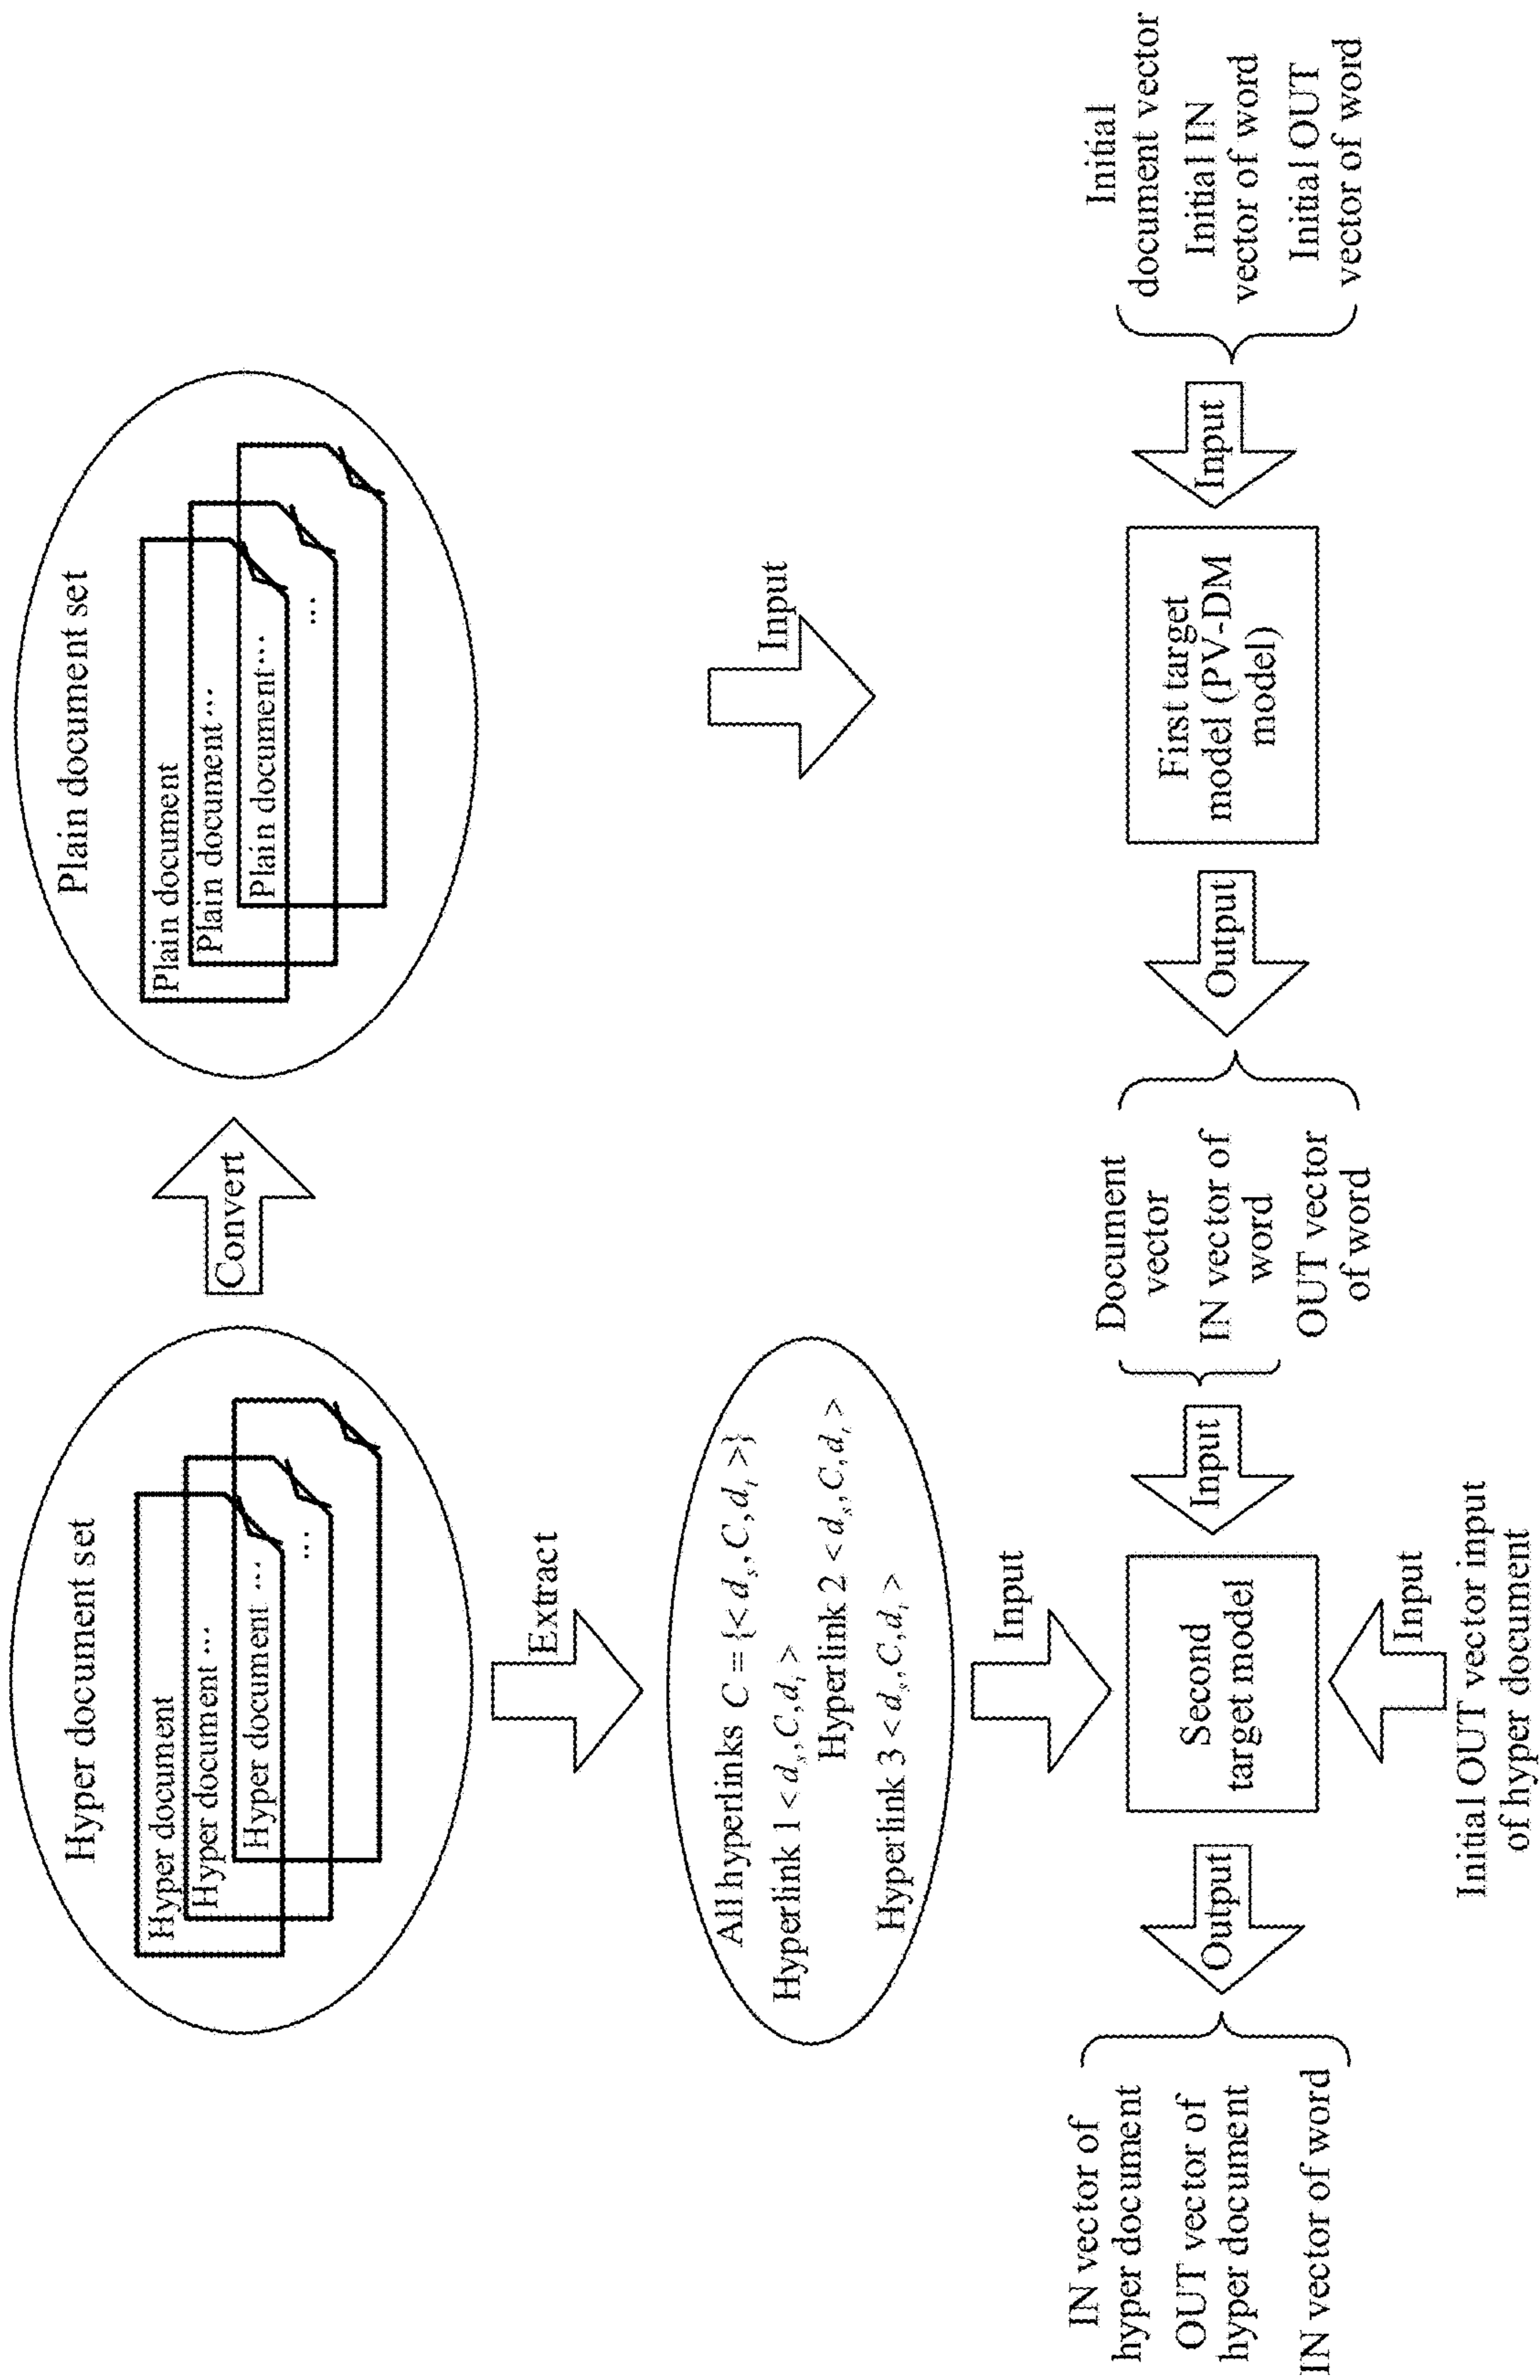 Hyper document set
Hyper document
Hyper document ...
Hyper document ...
...
Convert
Plain document set
Plain document
Plain document...
Plain document...
...
Extract
Input
All hyperlinks C = {< d_s, C, d_t >}
Hyperlink 1 < d_s, C, d_t >
Hyperlink 2 < d_s, C, d_t >
Hyperlink 3 < d_s, C, d_t >
Input
IN vector of
hyper document
OUT vector of
hyper document
IN vector of word
Output
Second
target model
Input
Document
vector
IN vector of
word
OUT vector
of word
Output
First target
model (PV-DM
model)
Input
Initial
document vector
Initial IN
vector of word
Initial OUT
vector of word
Input
Initial OUT vector input
of hyper document